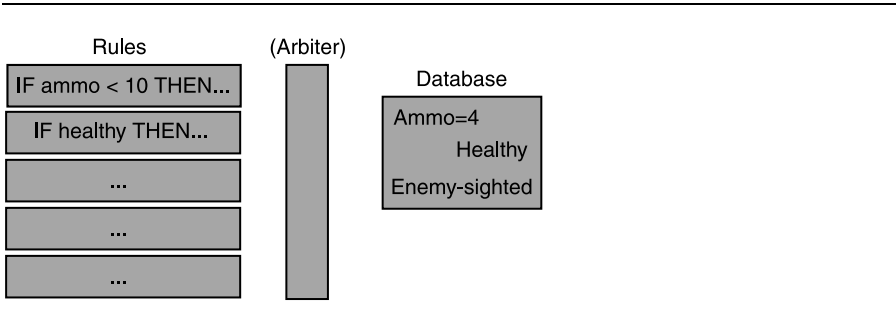 Rules
(Arbiter)
IF ammo < 10 THEN...
IF healthy THEN...
...
...
...
Database
Ammo=4
Healthy
Enemy-sighted